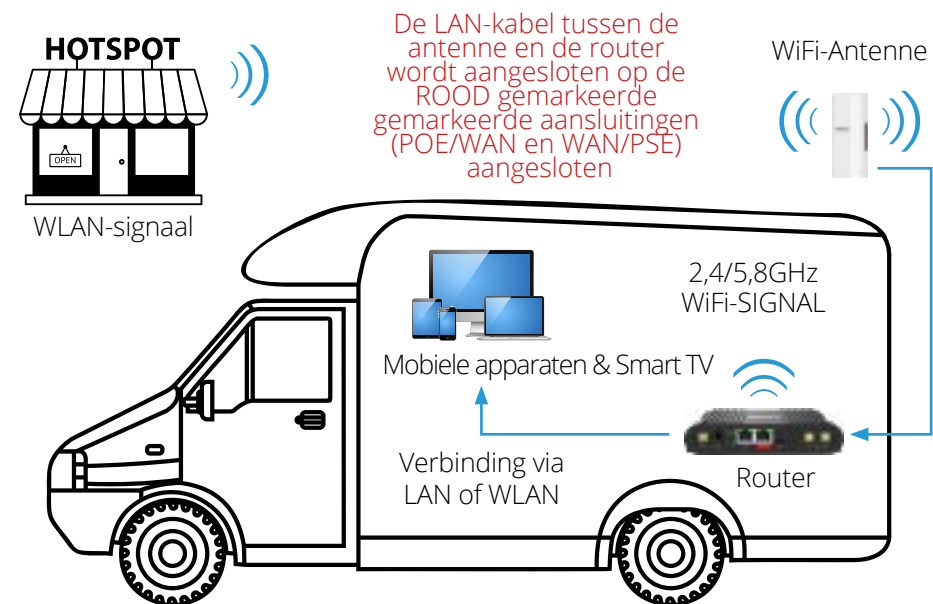 HOTSPOT
OPEN
WLAN-signaal
De LAN-kabel tussen de
antenne en de router
wordt aangesloten op de
ROOD gemarkeerde
gemarkeerde aansluitingen
(POE/WAN en WAN/PSE)
aangesloten
WiFi-Antenne
2,4/5,8GHz
WiFi-SIGNAL
Mobiele apparaten & Smart TV
Verbinding via
LAN of WLAN
Router